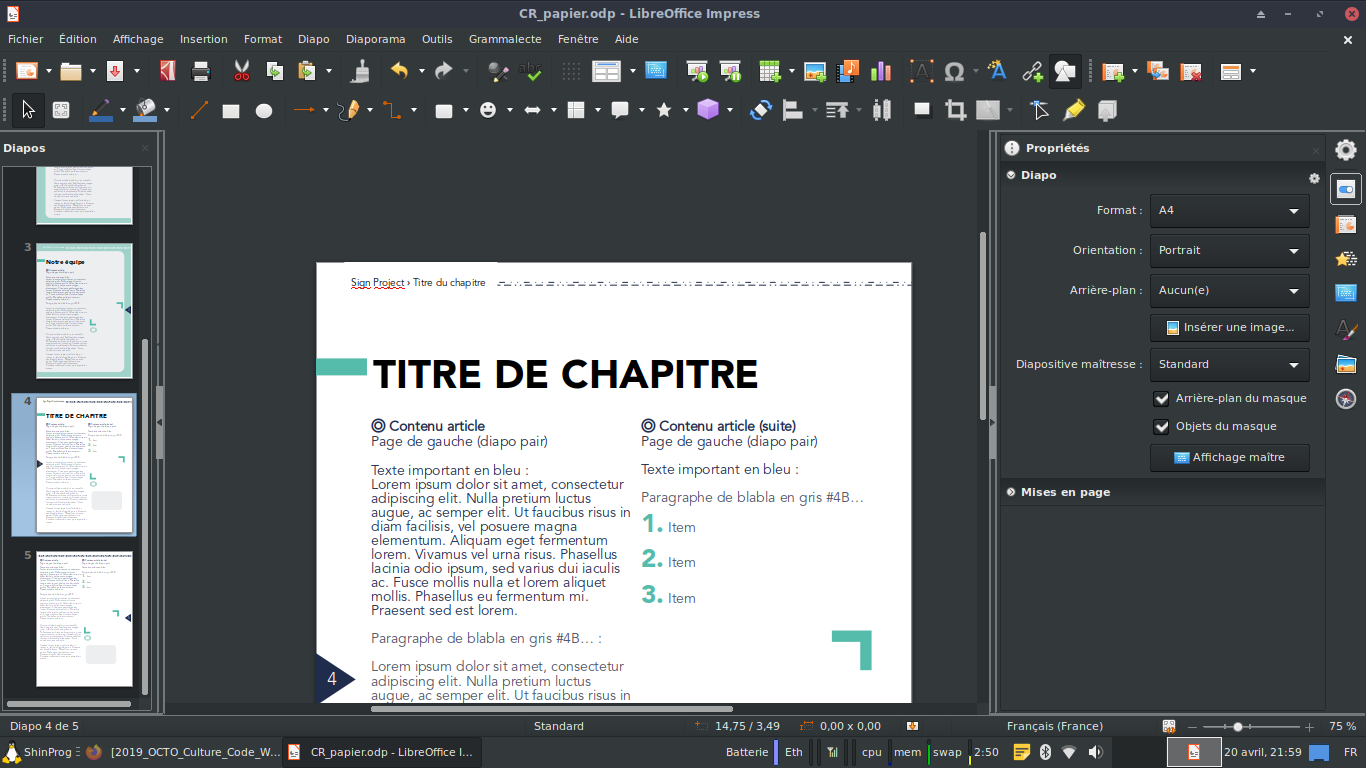 CR_papier.odp - LibreOffice Impress
Fichier Édition Affichage Insertion Format Diapo Diaporama Outils Grammalecte Fenêtre Aide
abc
Diapos
3
Notre équipe
4
TITRE DE CHAPITRE
5
Sign Project › Titre du chapitre
TITRE DE CHAPITRE
Contenu article
Page de gauche (diapo pair)
Texte important en bleu :
Lorem ipsum dolor sit amet, consectetur
adipiscing elit. Nulla pretium luctus
augue, ac semper elit. Ut faucibus risus in
diam facilisis, vel posuere magna
elementum. Aliquam eget fermentum
lorem. Vivamus vel urna risus. Phasellus
lacinia odio ipsum, sed varius dui iaculis
ac. Fusce mollis nulla et lorem aliquet
mollis. Phasellus eu fermentum mi.
Praesent sed est lorem.
Paragraphe de blabla en gris #4B... :
Lorem ipsum dolor sit amet, consectetur
adipiscing elit. Nulla pretium luctus
augue, ac semper elit. Ut faucibus risus in
4
Contenu article (suite)
Page de gauche (diapo pair)
Texte important en bleu :
Paragraphe de blabla en gris #4B…
1. Item
2. Item
3. Item
Propriétés
Diapo
Format : A4
Orientation : Portrait
Arrière-plan : Aucun(e)
Insérer une image...
Diapositive maîtresse : Standard
Arrière-plan du masque
Objets du masque
Affichage maître
Mises en page
Diapo 4 de 5 Standard 14,75 / 3,49 0,00 x 0,00 Français (France) 75 %
ShinProg [2019_OCTO_Culture_Code_W... CR_papier.odp - LibreOffice I... Batterie Eth cpu mem swap 2:50 20 avril, 21:59 FR